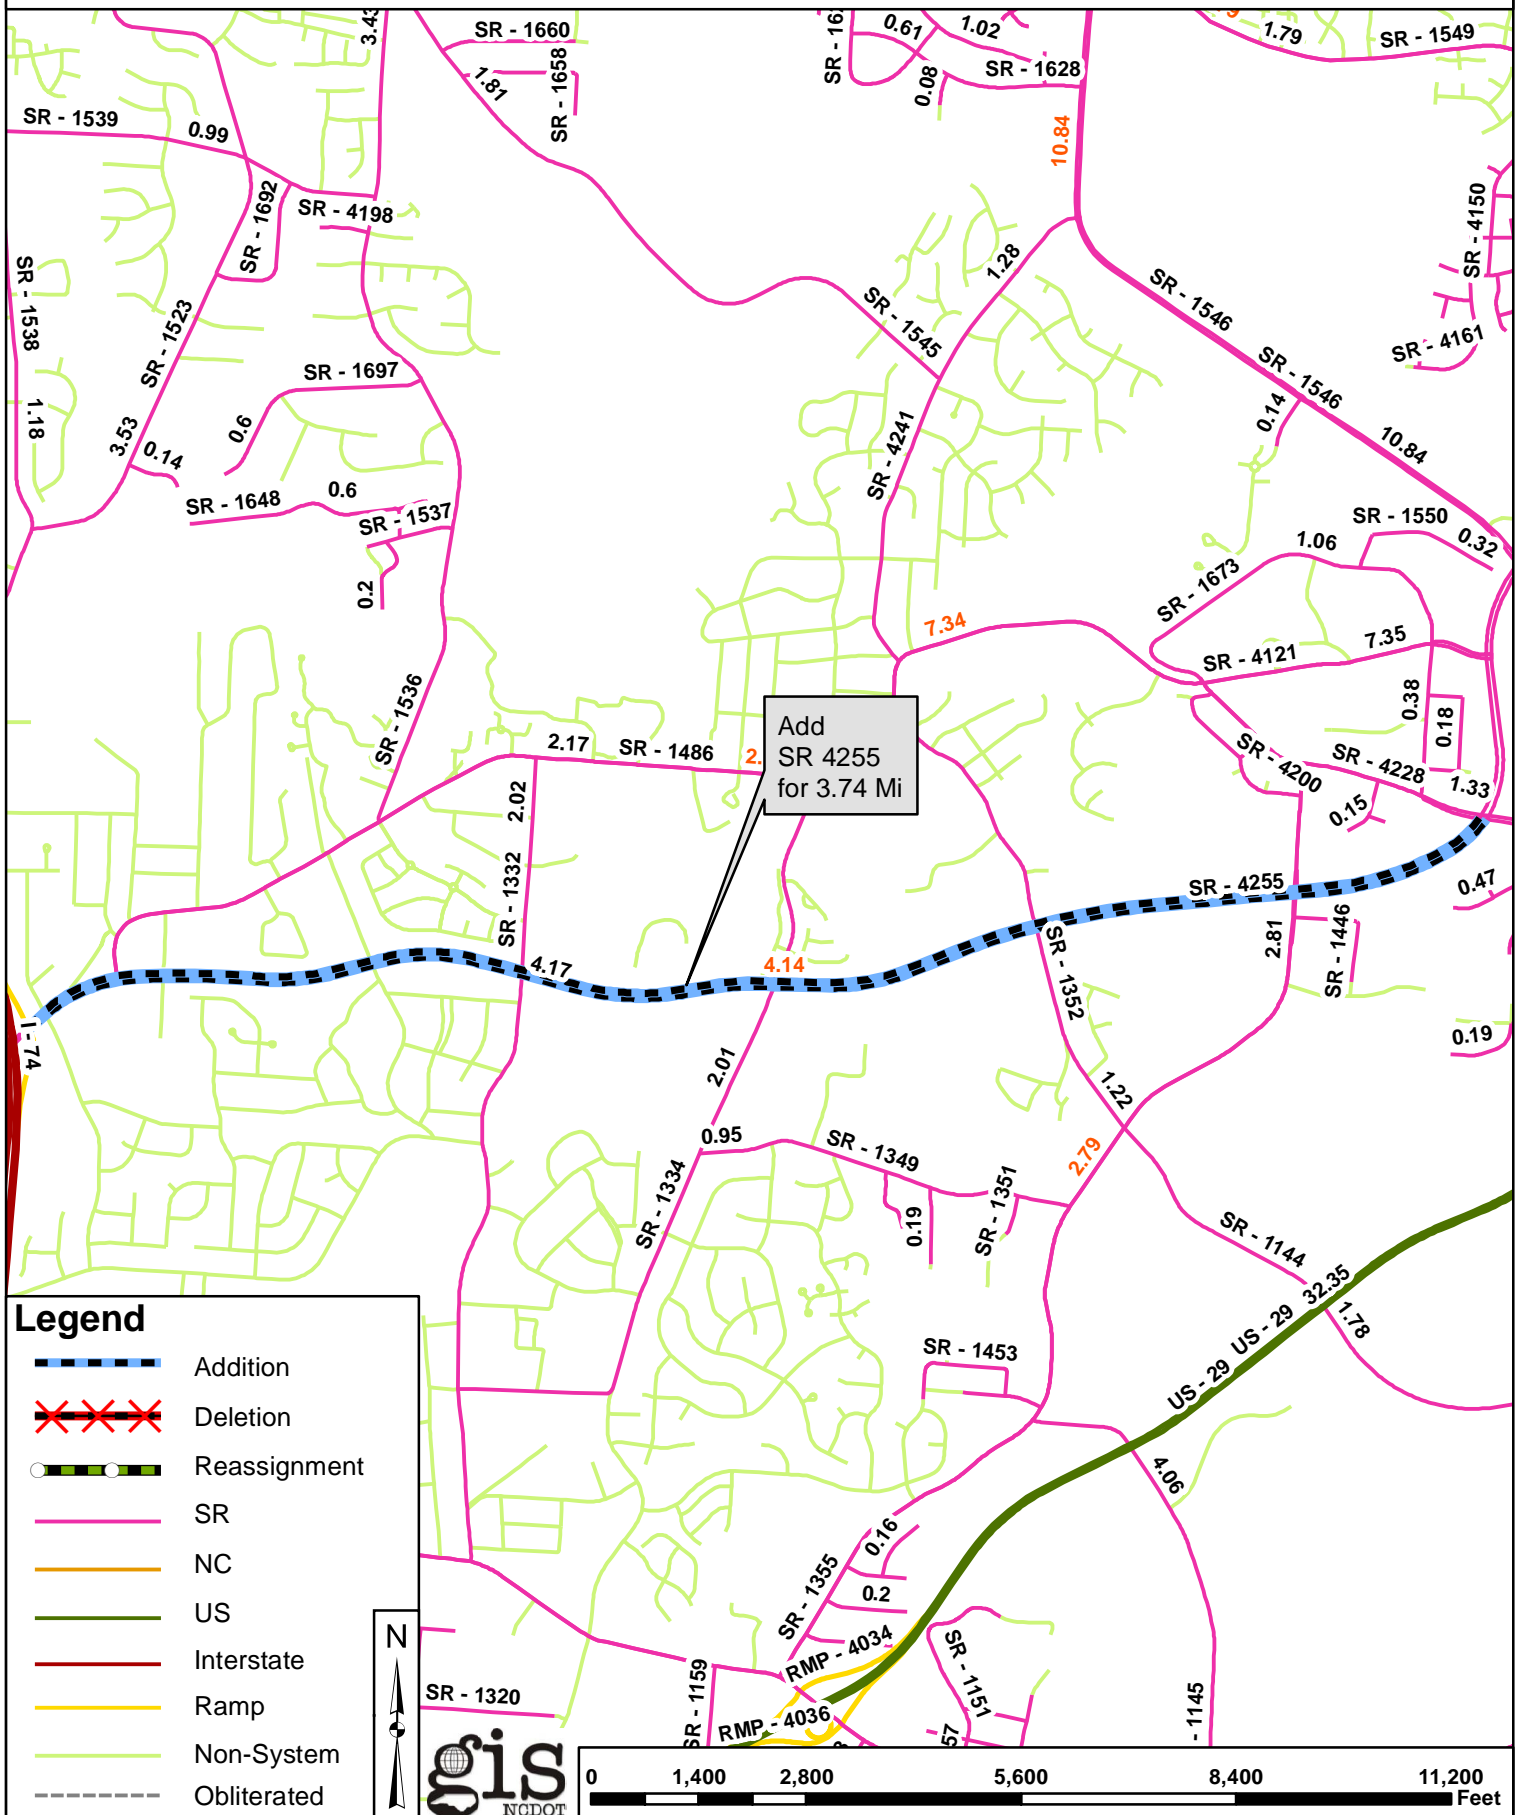 3.43
SR - 1660
SR - 1658
1.81
0.61
1.02
SR - 1628
0.08
1.79
SR - 1549
SR - 1539
0.99
10.84
SR - 1692
SR - 4198
SR - 4150
SR - 1538
SR - 1523
1.28
SR - 1545
SR - 1546
SR - 4161
SR - 1697
SR - 1546
1.18
3.53
0.14
0.6
SR - 4241
0.14
10.84
SR - 1648
0.6
SR - 1537
SR - 1550
0.32
1.06
0.2
SR - 1673
7.34
SR - 4121
7.35
SR - 1536
0.38
0.18
2.17
SR - 1486
2.
Add
SR 4255
for 3.74 Mi
SR - 4200
SR - 4228
1.33
2.02
0.15
SR - 1332
SR - 4255
0.47
4.17
4.14
SR - 1352
2.81
SR - 1446
I - 74
0.19
2.01
1.22
0.95
SR - 1349
2.79
SR - 1334
0.19
SR - 1351
SR - 1144
32.35
US - 29
1.78
US - 29
SR - 1453
4.06
0.16
SR - 1355
0.2
RMP - 4034
SR - 1151
SR - 1159
SR - 1320
RMP - 4036
57
- 1145
Legend
Addition
Deletion
Reassignment
SR
NC
US
Interstate
Ramp
Non-System
Obliterated
N
gis
NCDOT
0
1,400
2,800
5,600
8,400
11,200
Feet